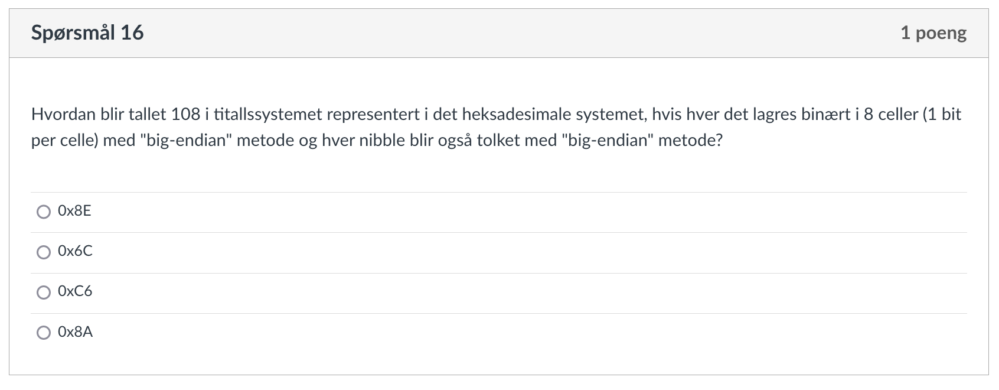 Spørsmål 16
1 poeng
Hvordan blir tallet 108 i titallssystemet representert i det heksadesimale systemet, hvis hver det lagres binært i 8 celler (1 bit
per celle) med "big-endian" metode og hver nibble blir også tolket med "big-endian" metode?
0x8E
0x6C
0xC6
0x8A